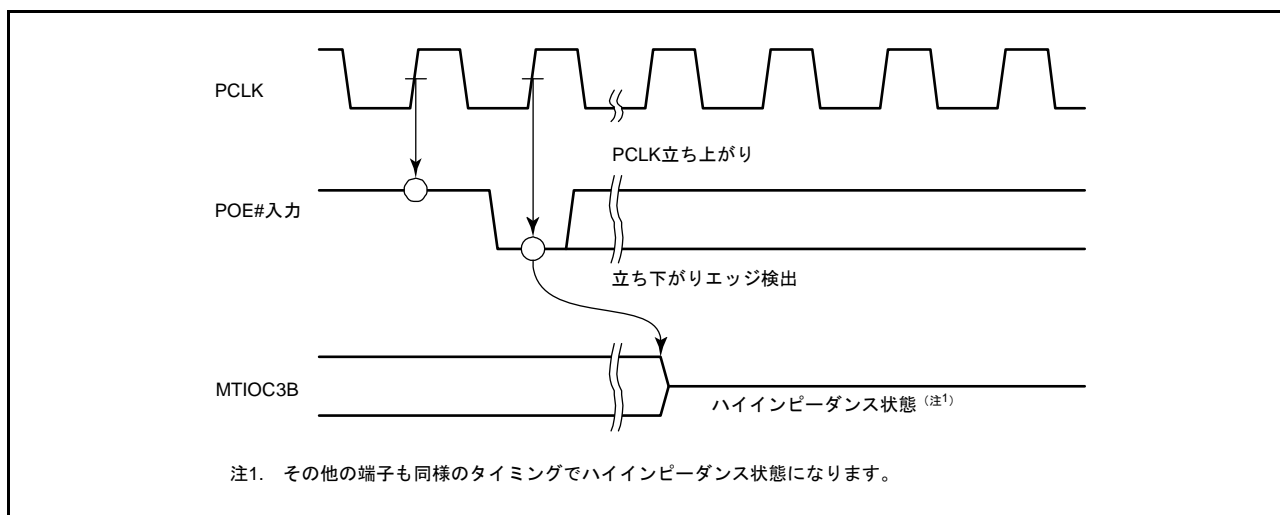 PCLK
PCLK立ち上がり
POE#入力
立ち下がりエッジ検出
MTIOC3B
ハイインピーダンス状態（注1）
注1. その他の端子も同様のタイミングでハイインピーダンス状態になります。